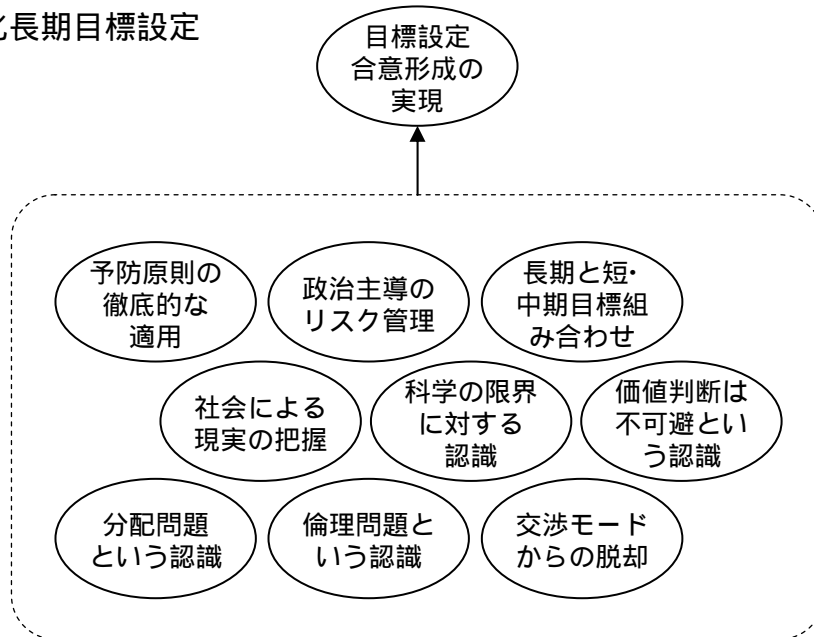 長期目標設定
目標設定
合意形成の
実現
予防原則の
徹底的な
適用
政治主導の
リスク管理
長期と短・
中期目標組
み合わせ
社会による
現実の把握
科学の限界
に対する
認識
価値判断は
不可避とい
う認識
分配問題
という認識
倫理問題と
いう認識
交渉モード
からの脱却